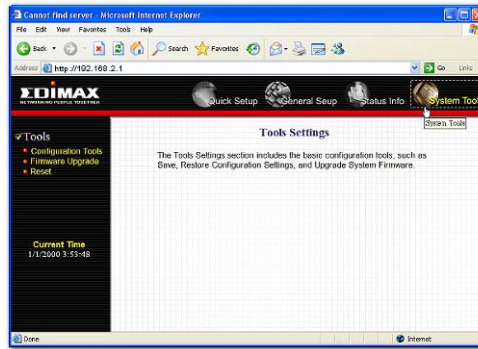 Cannot find server - Microsoft Internet Explorer
File Edit View Favorites Tools Help
Back Search Favorites
Address http://192.168.2.1 Go Links
EDIMAX
NETWORKING PEOPLE TOGETHER
Quick Setup General Seup Status Info System Tool
System Tools
Tools
Configuration Tools
Firmware Upgrade
Reset
Current Time
1/1/2000 3:53:48
Tools Settings
The Tools Settings section includes the basic configuration tools, such as
Save, Restore Configuration Settings, and Upgrade System Firmware.
Done Internet